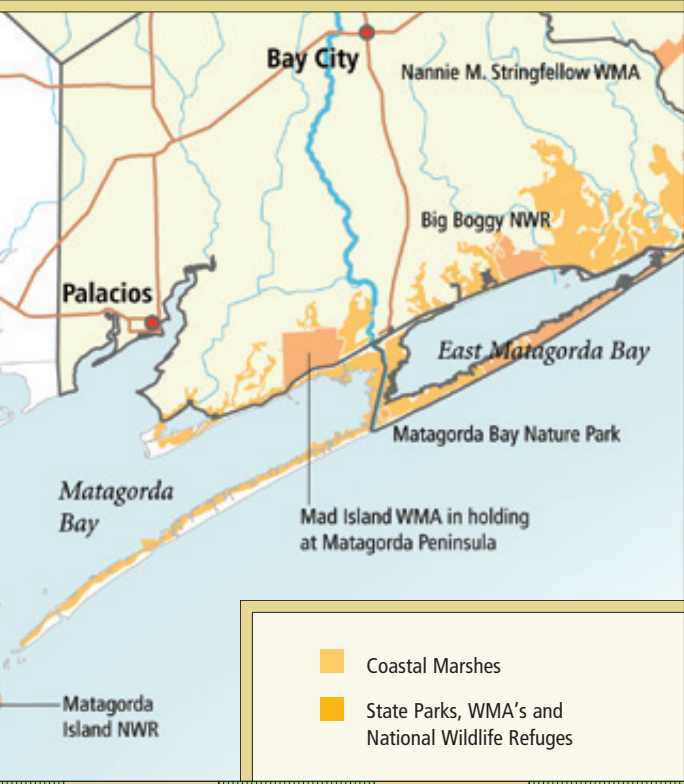 Bay City
Nannie M. Stringfellow WMA
Big Boggy NWR
Palacios
East Matagorda Bay
Matagorda Bay Nature Park
Matagorda
Bay
Mad Island WMA in holding
at Matagorda Peninsula
Coastal Marshes
State Parks, WMA's and
National Wildlife Refuges
Matagorda
Island NWR